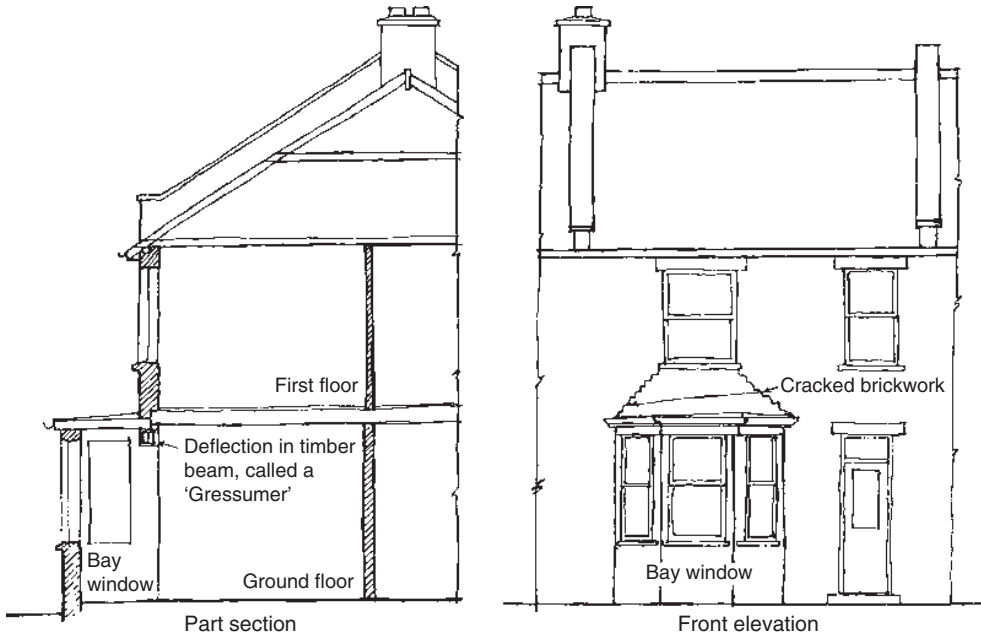 First floor
Deflection in timber
beam, called a
‘Gressumer’
Bay
window
Ground floor
Part section
Cracked brickwork
Bay window
Front elevation